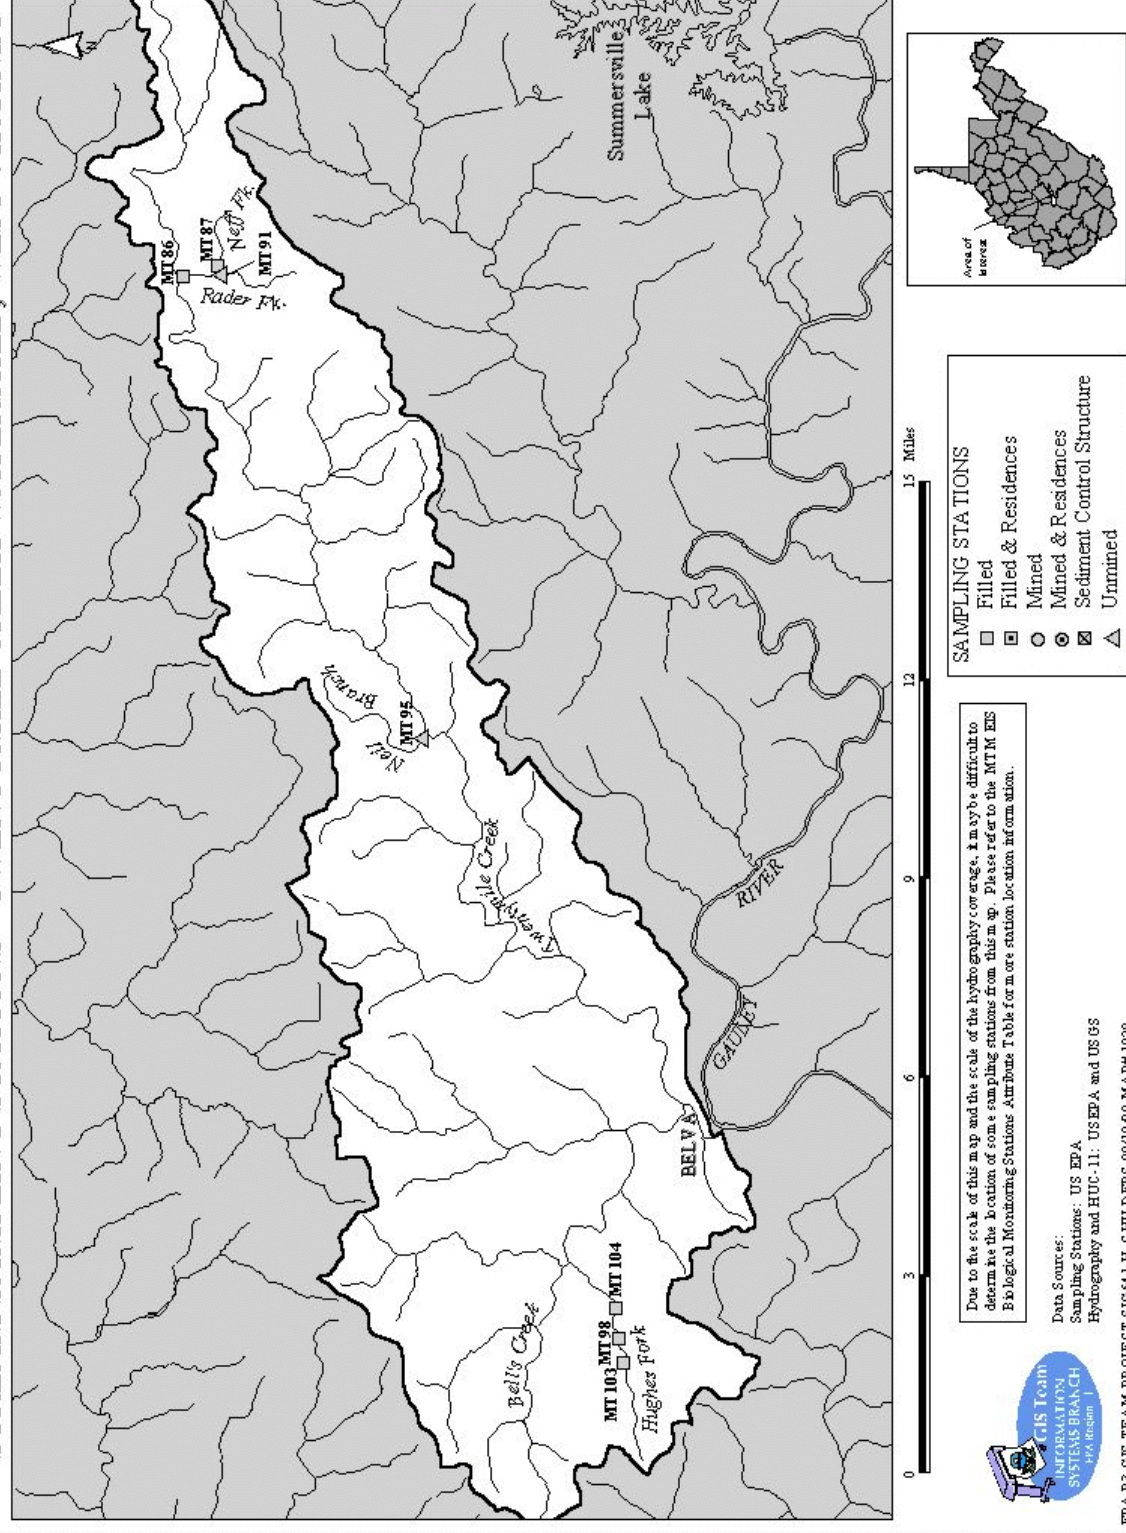 N
Summersville
Lake
MT86
MT87
Neff Fk.
MT91
Rader Fk.
Neil Branch
MT95
Twentymile Creek
GAULEY RIVER
BELVA
Bell's Creek
MT103
MT98
MT104
Hughes Fork
0 3 6 9 12 15 Miles
Due to the scale of this map and the scale of the hydrography coverage, it may be difficult to
determine the location of some sampling stations from this map. Please refer to the MTM EIS
Biological Monitoring Stations Attribute Table for more station location information.
Data Sources:
Sampling Stations: US EPA
Hydrography and HUC-11: USEPA and USGS
GIS Team
INFORMATION
SYSTEMS BRANCH
EPA Region
SAMPLING STATIONS
Filled
Filled & Residences
Mined
Mined & Residences
Sediment Control Structure
Unmined
Area of
Interest